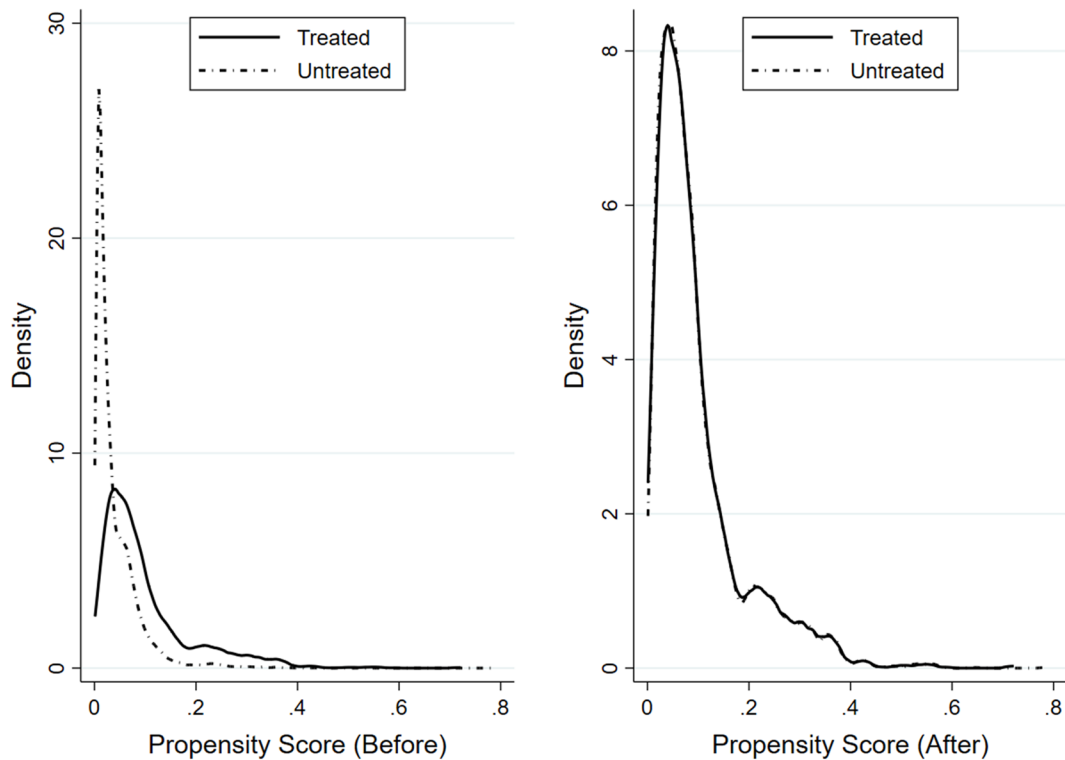 Treated
Untreated
30
20
10
0
Density
0
.2
.4
.6
.8
Propensity Score (Before)
Treated
Untreated
8
6
4
2
0
Density
0
.2
.4
.6
.8
Propensity Score (After)